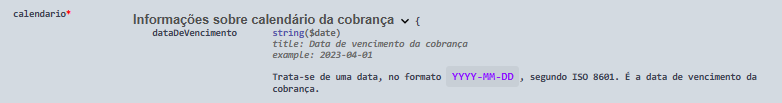 calendario* Informações sobre calendário da cobrança {
dataDeVencimento string($date)
title: Data de vencimento da cobrança
example: 2023-04-01
Trata-se de uma data, no formato YYYY-MM-DD , segundo ISO 8601. É a data de vencimento da
cobrança.